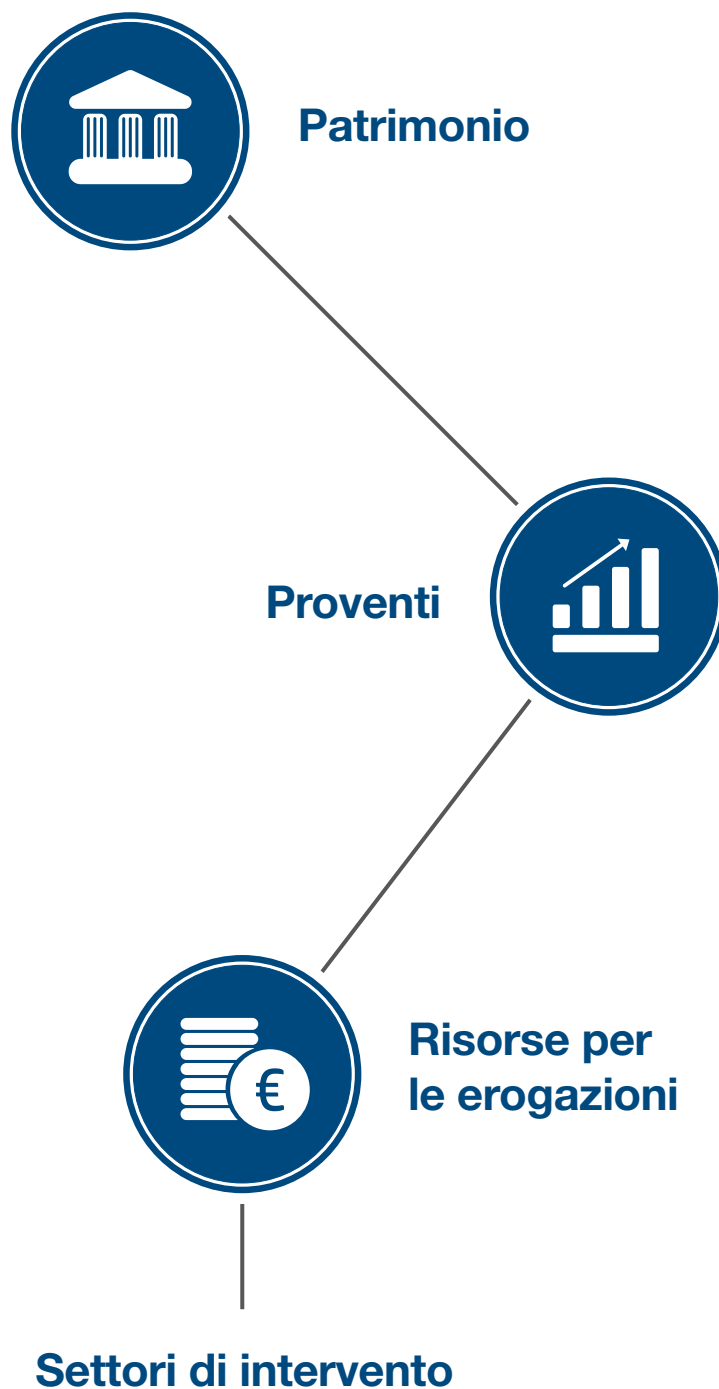 Patrimonio
Proventi
€
Risorse per
le erogazioni
Settori di intervento